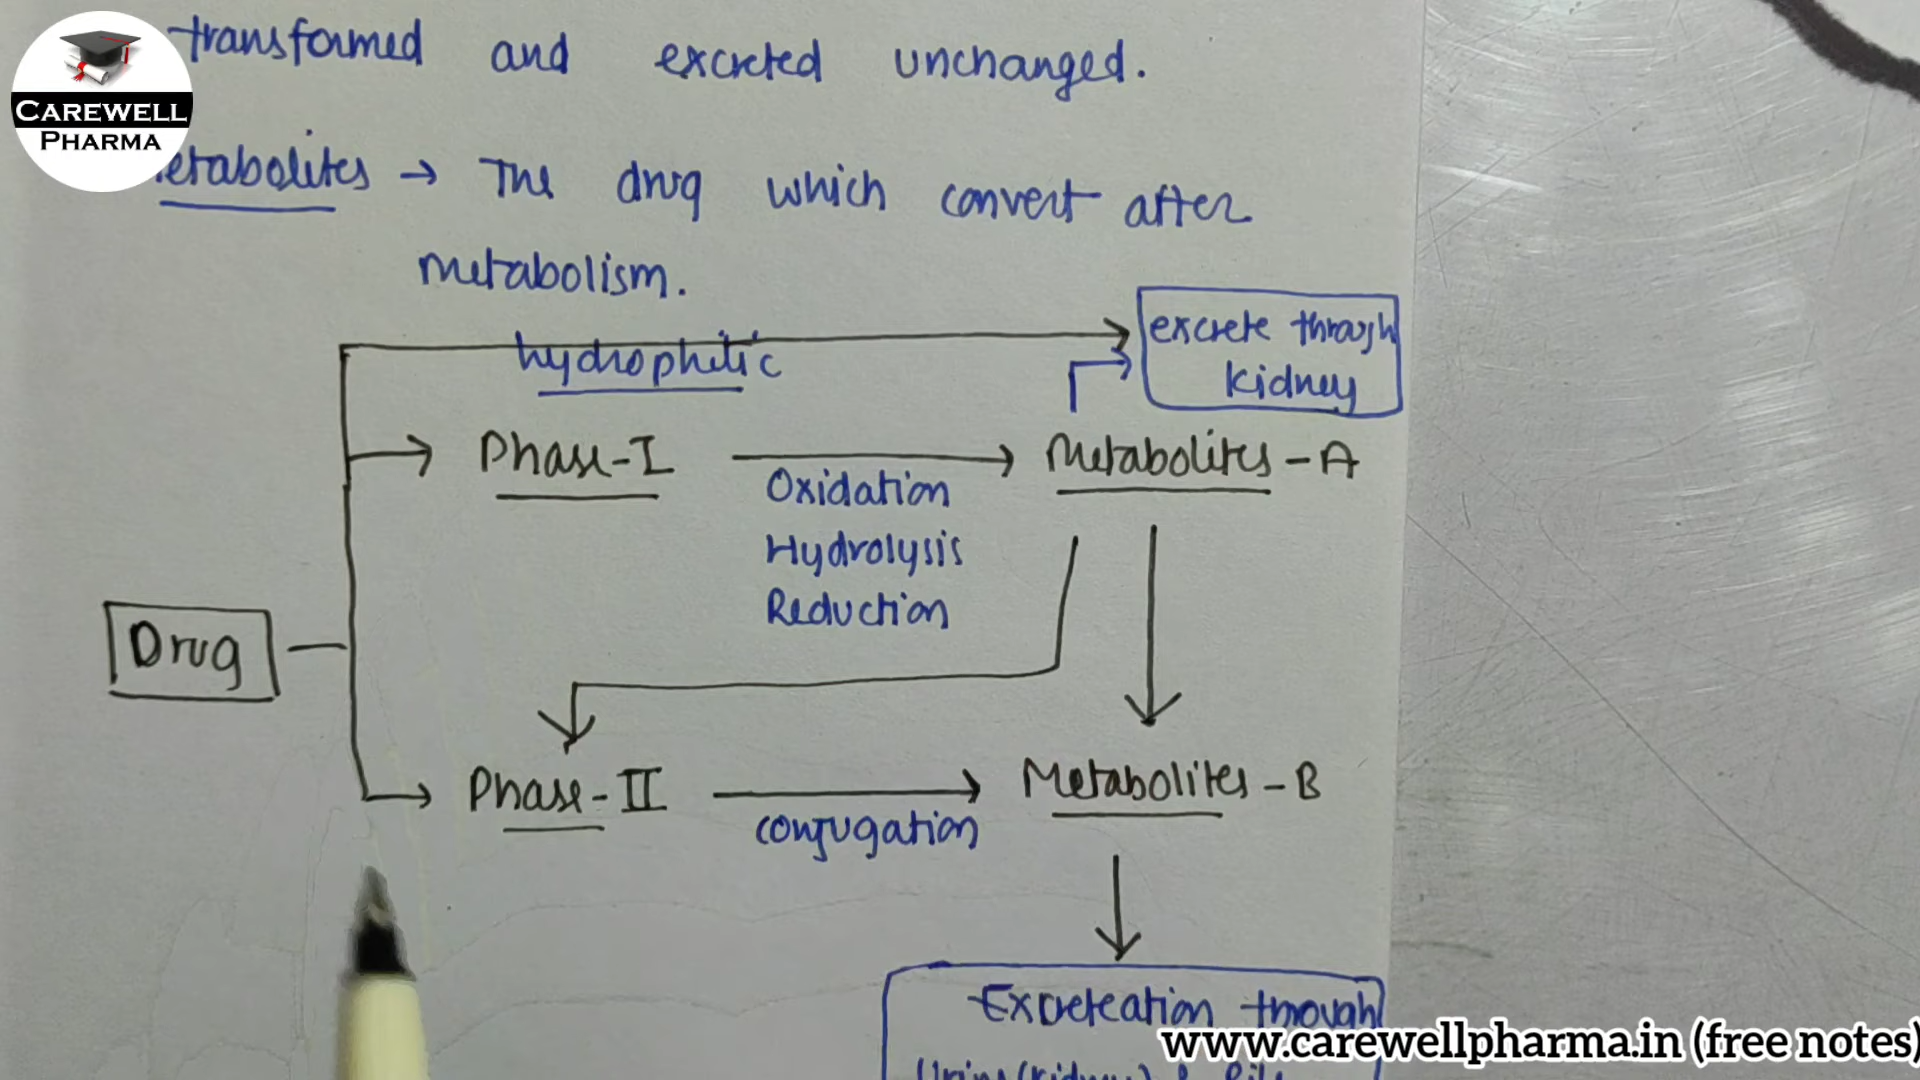 transformed and excreted unchanged.
CAREWELL
PHARMA
etabolites → The drug which convert after
metabolism.
hydrophilic
excrete through
kidney
Phase-I
Metabolites - A
Oxidation
Hydrolysis
Reduction
Drug
Phase-II
Metabolites - B
conjugation
Excreteation through
www.carewellpharma.in (free notes)